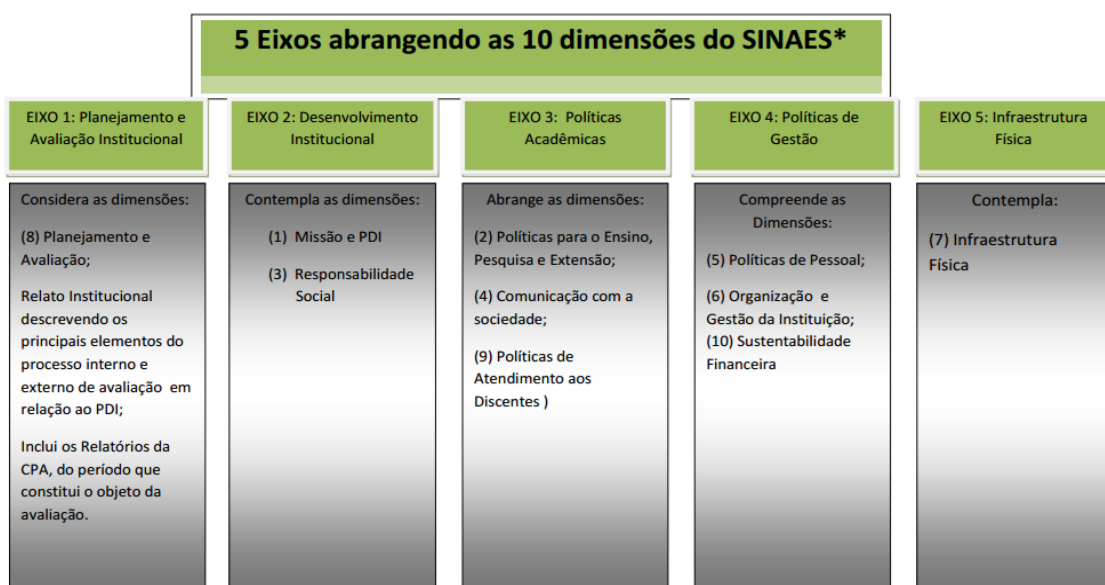 5 Eixos abrangendo as 10 dimensões do SINAES*
EIXO 1: Planejamento e
Avaliação Institucional
Considera as dimensões:
(8) Planejamento e
Avaliação;
Relato Institucional
descrevendo os
principais elementos do
processo interno e
externo de avaliação em
relação ao PDI;
Inclui os Relatórios da
CPA, do período que
constitui o objeto da
avaliação.
EIXO 2: Desenvolvimento
Institucional
Contempla as dimensões:
(1) Missão e PDI
(3) Responsabilidade
Social
EIXO 3: Políticas
Acadêmicas
Abrange as dimensões:
(2) Políticas para o Ensino,
Pesquisa e Extensão;
(4) Comunicação com a
sociedade;
(9) Políticas de
Atendimento aos
Discentes )
EIXO 4: Políticas de
Gestão
Compreende as
Dimensões:
(5) Políticas de Pessoal;
(6) Organização e
Gestão da Instituição;
(10) Sustentabilidade
Financeira
EIXO 5: Infraestrutura
Física
Contempla:
(7) Infraestrutura
Física